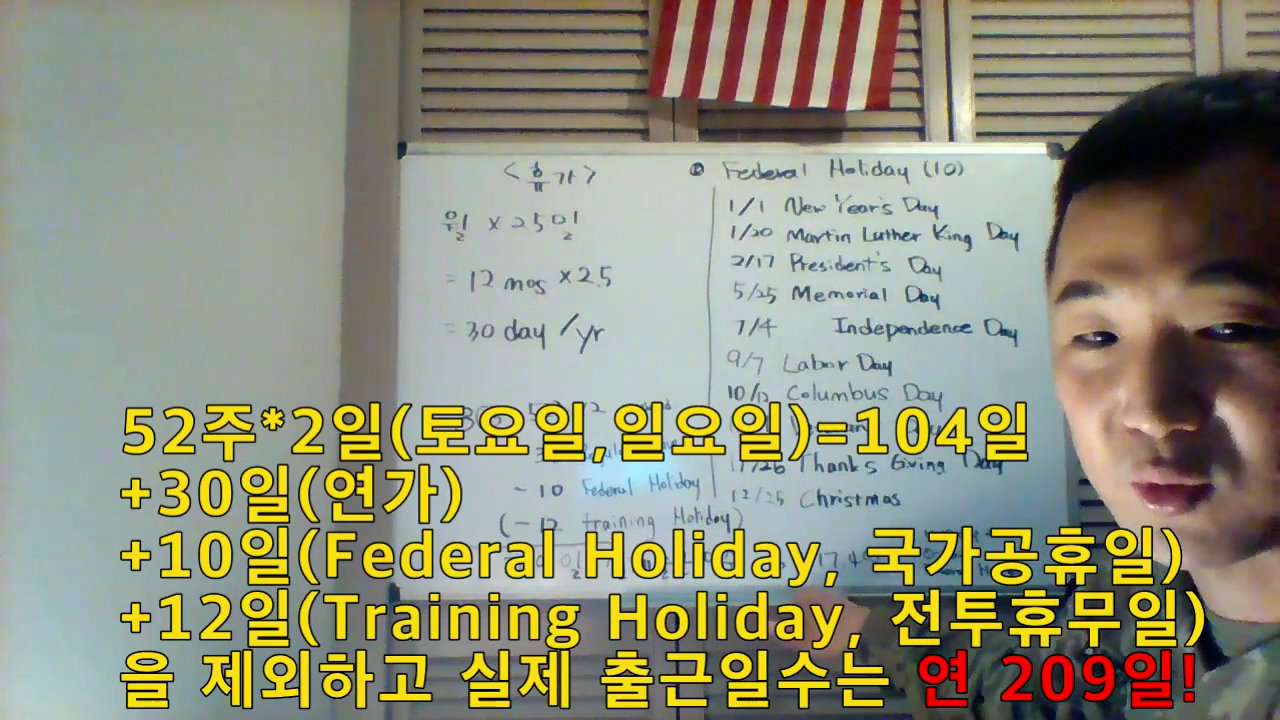 <휴가>
월 x 2.5일
= 12 mos x 2.5
= 30 day / yr
Federal Holiday (10)
1/1 New Year's Day
1/20 Martin Luther King Day
2/17 President's Day
5/25 Memorial Day
7/4 Independence Day
9/7 Labor Day
10/12 Columbus Day
11/26 Thanks Giving Day
12/25 Christmas
- 10 Federal Holiday
(- 12 training Holiday)
52주*2일(토요일,일요일)=104일
+30일(연가)
+10일(Federal Holiday, 국가공휴일)
+12일(Training Holiday, 전투휴무일)
을 제외하고 실제 출근일수는 연 209일!